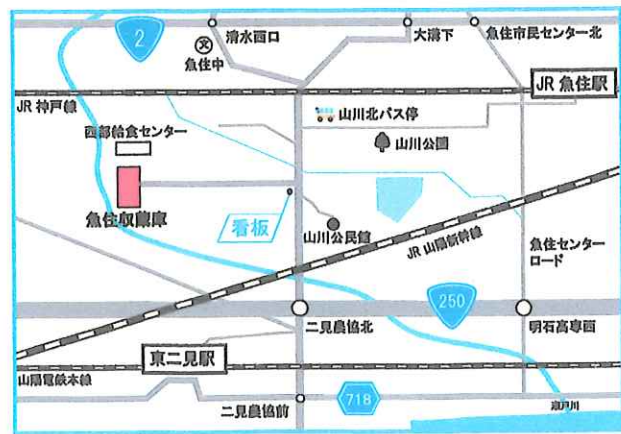 2
清水西口
大溝下
魚住市民センター北
魚住中
JR 魚住駅
JR 神戸線
山川北バス停
西部給食センター
山川公園
魚住収蔵庫
看板
山川公民館
JR 山陽新幹線
魚住センター
ロード
250
二見農協北
明石高専西
東二見駅
山陽電鉄本線
二見農協前
718
瀬戸川